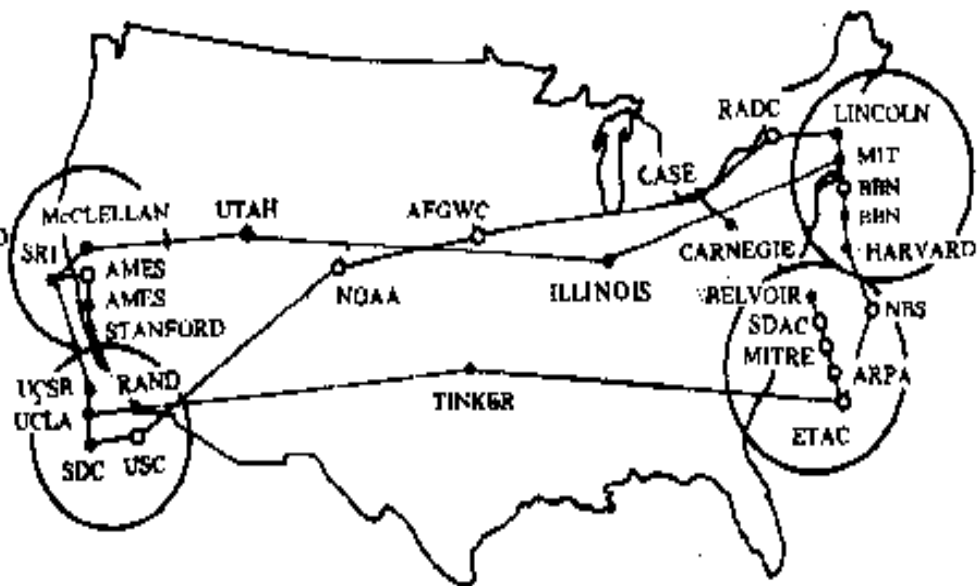 RADC
LINCOLN
MIT
CASE
BBN
McCLELLAN
UTAH
AFGWC
BBN
SRI
CARNEGIE
HARVARD
AMES
NOAA
ILLINOIS
AMES
BELVOIR
NBS
STANFORD
SDAC
MITRE
UCSB
RAND
ARPA
UCLA
TINKER
ETAC
SDC
USC